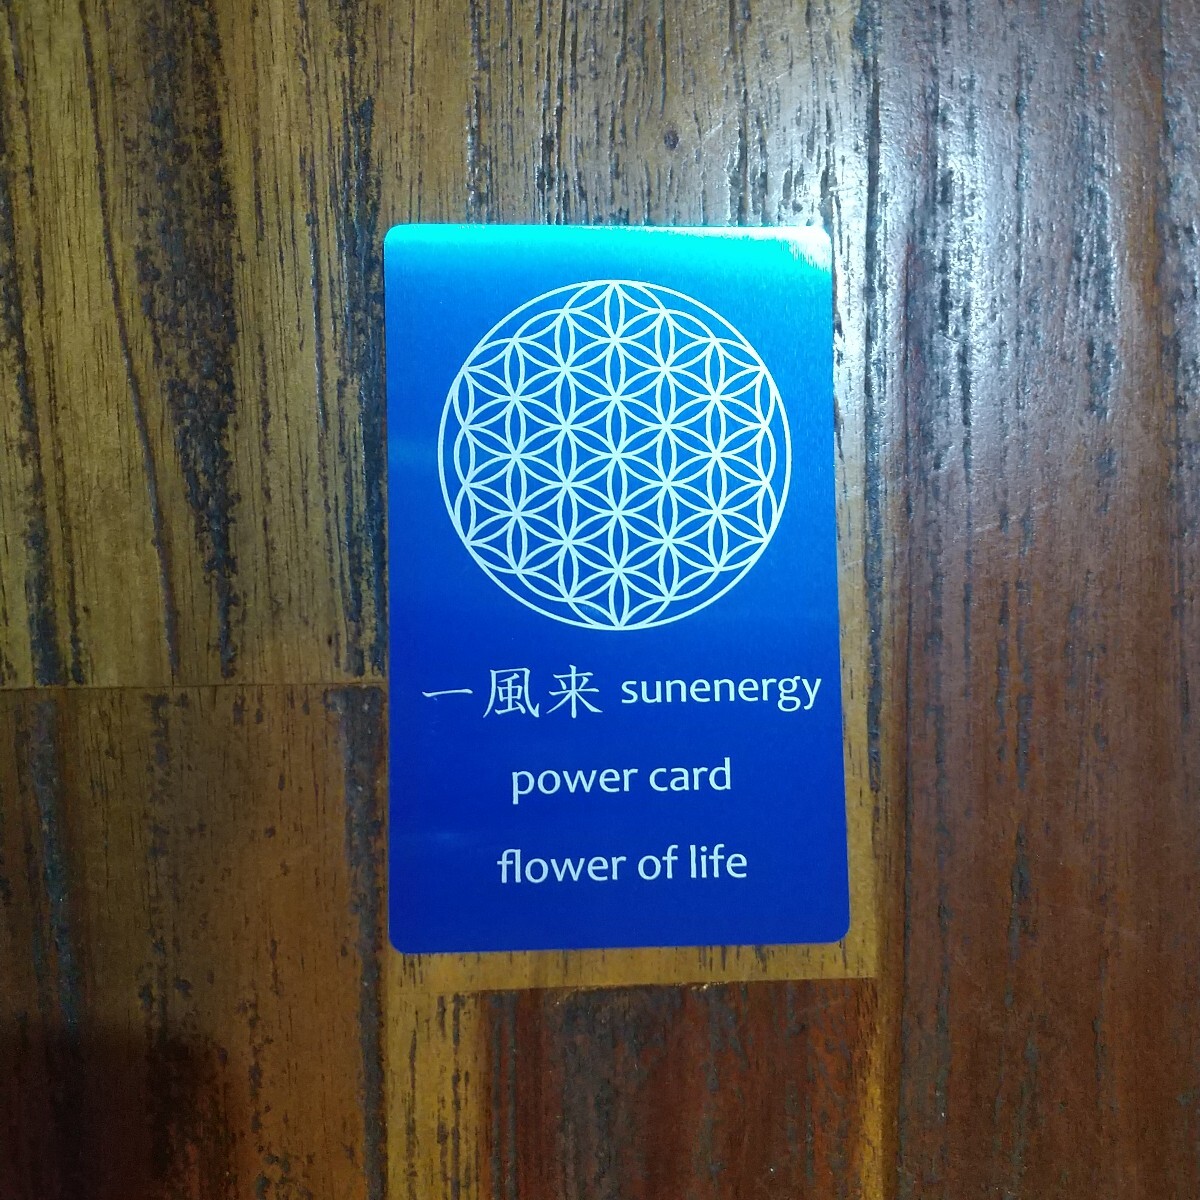 一風来 sunenergy
power card
flower of life